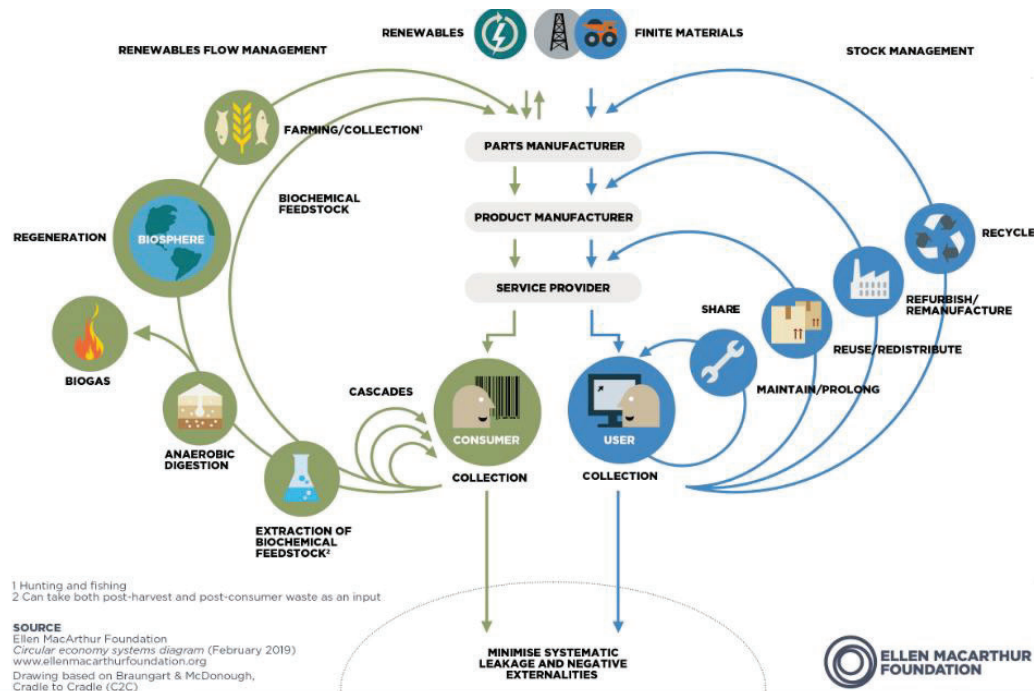 RENEWABLES
FINITE MATERIALS
RENEWABLES FLOW MANAGEMENT
STOCK MANAGEMENT
FARMING/COLLECTION¹
PARTS MANUFACTURER
BIOCHEMICAL
FEEDSTOCK
PRODUCT MANUFACTURER
REGENERATION
BIOSPHERE
RECYCLE
SERVICE PROVIDER
SHARE
REFURBISH/
REMANUFACTURE
REUSE/REDISTRIBUTE
BIOGAS
CASCADES
MAINTAIN/PROLONG
CONSUMER
USER
ANAEROBIC
DIGESTION
COLLECTION
COLLECTION
EXTRACTION OF
BIOCHEMICAL
FEEDSTOCK²
1 Hunting and fishing
2 Can take both post-harvest and post-consumer waste as an input
SOURCE
Ellen MacArthur Foundation
Circular economy systems diagram (February 2019)
www.ellenmacarthurfoundation.org
Drawing based on Braungart & McDonough,
Cradle to Cradle (C2C)
MINIMISE SYSTEMATIC
LEAKAGE AND NEGATIVE
EXTERNALITIES
ELLEN MACARTHUR
FOUNDATION